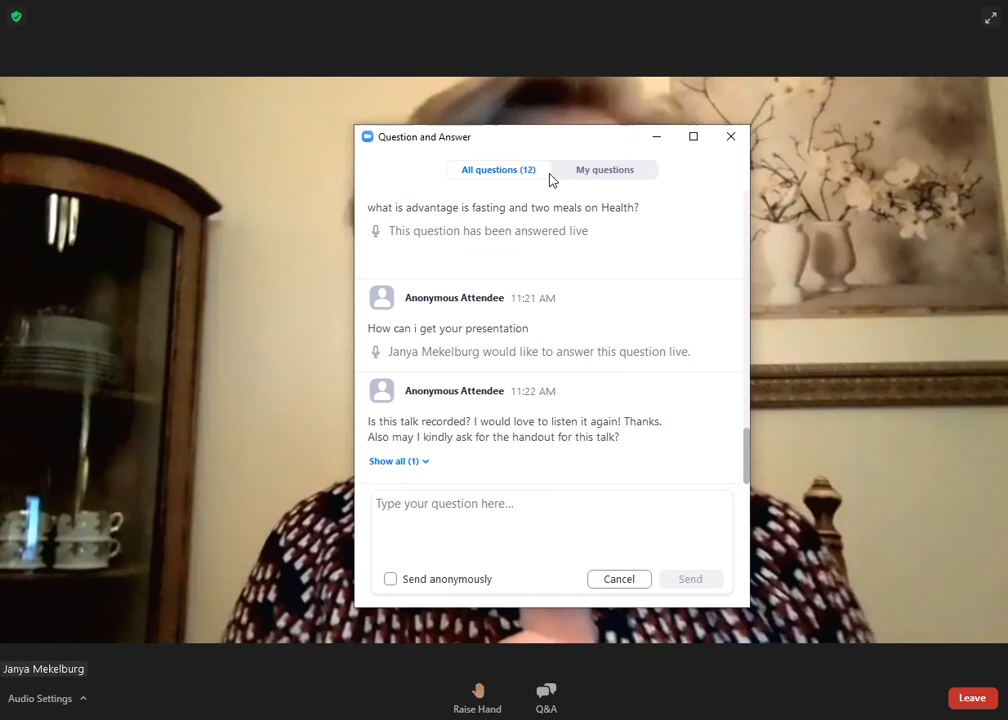 Question and Answer
All questions (12)
My questions
what is advantage is fasting and two meals on Health?
This question has been answered live
Anonymous Attendee 11:21 AM
How can i get your presentation
Janya Mekelburg would like to answer this question live.
Anonymous Attendee 11:22 AM
Is this talk recorded? I would love to listen it again! Thanks.
Also may I kindly ask for the handout for this talk?
Show all (1)
Type your question here...
Send anonymously
Cancel
Send
Janya Mekelburg
Audio Settings
Raise Hand
Q&A
Leave